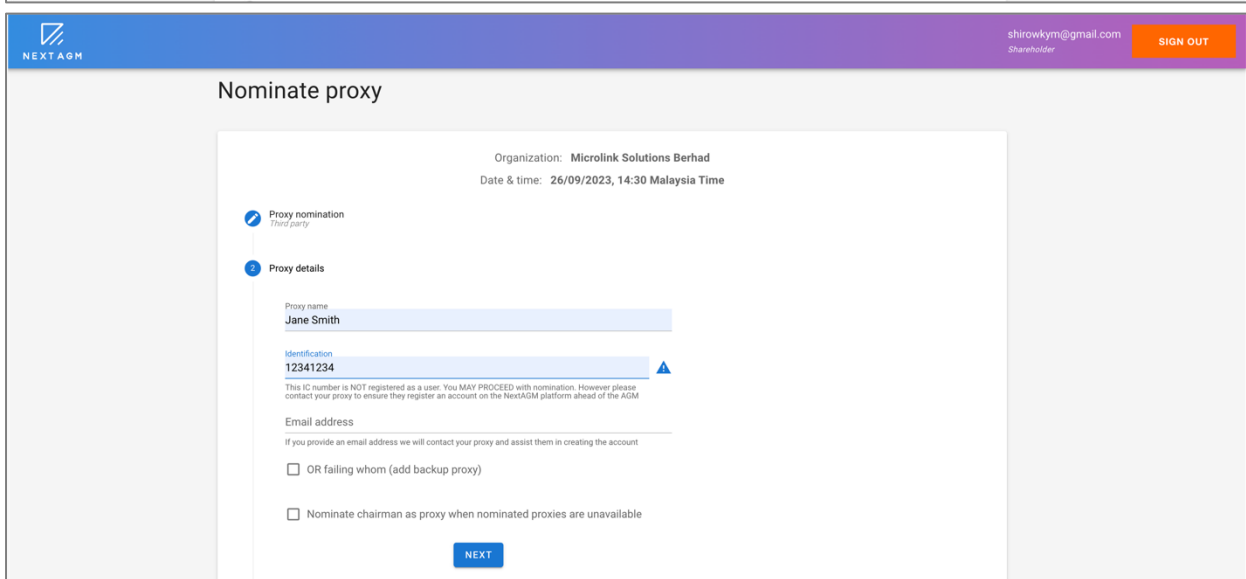 NEXTAGM
shirowkym@gmail.com
Shareholder
SIGN OUT
Nominate proxy
Organization: Microlink Solutions Berhad
Date & time: 26/09/2023, 14:30 Malaysia Time
Proxy nomination
Third party
2 Proxy details
Proxy name
Jane Smith
Identification
12341234
This IC number is NOT registered as a user. You MAY PROCEED with nomination. However please
contact your proxy to ensure they register an account on the NextAGM platform ahead of the AGM
Email address
If you provide an email address we will contact your proxy and assist them in creating the account
OR failing whom (add backup proxy)
Nominate chairman as proxy when nominated proxies are unavailable
NEXT